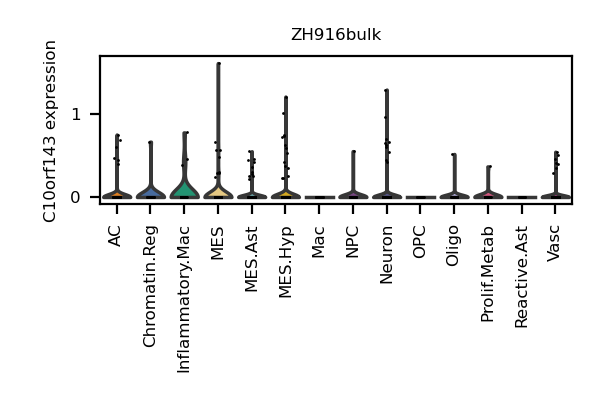 ZH916bulk
C10orf143 expression
1
0
AC
Chromatin.Reg
Inflammatory.Mac
MES
MES.Ast
MES.Hyp
Mac
NPC
Neuron
OPC
Oligo
Prolif.Metab
Reactive.Ast
Vasc